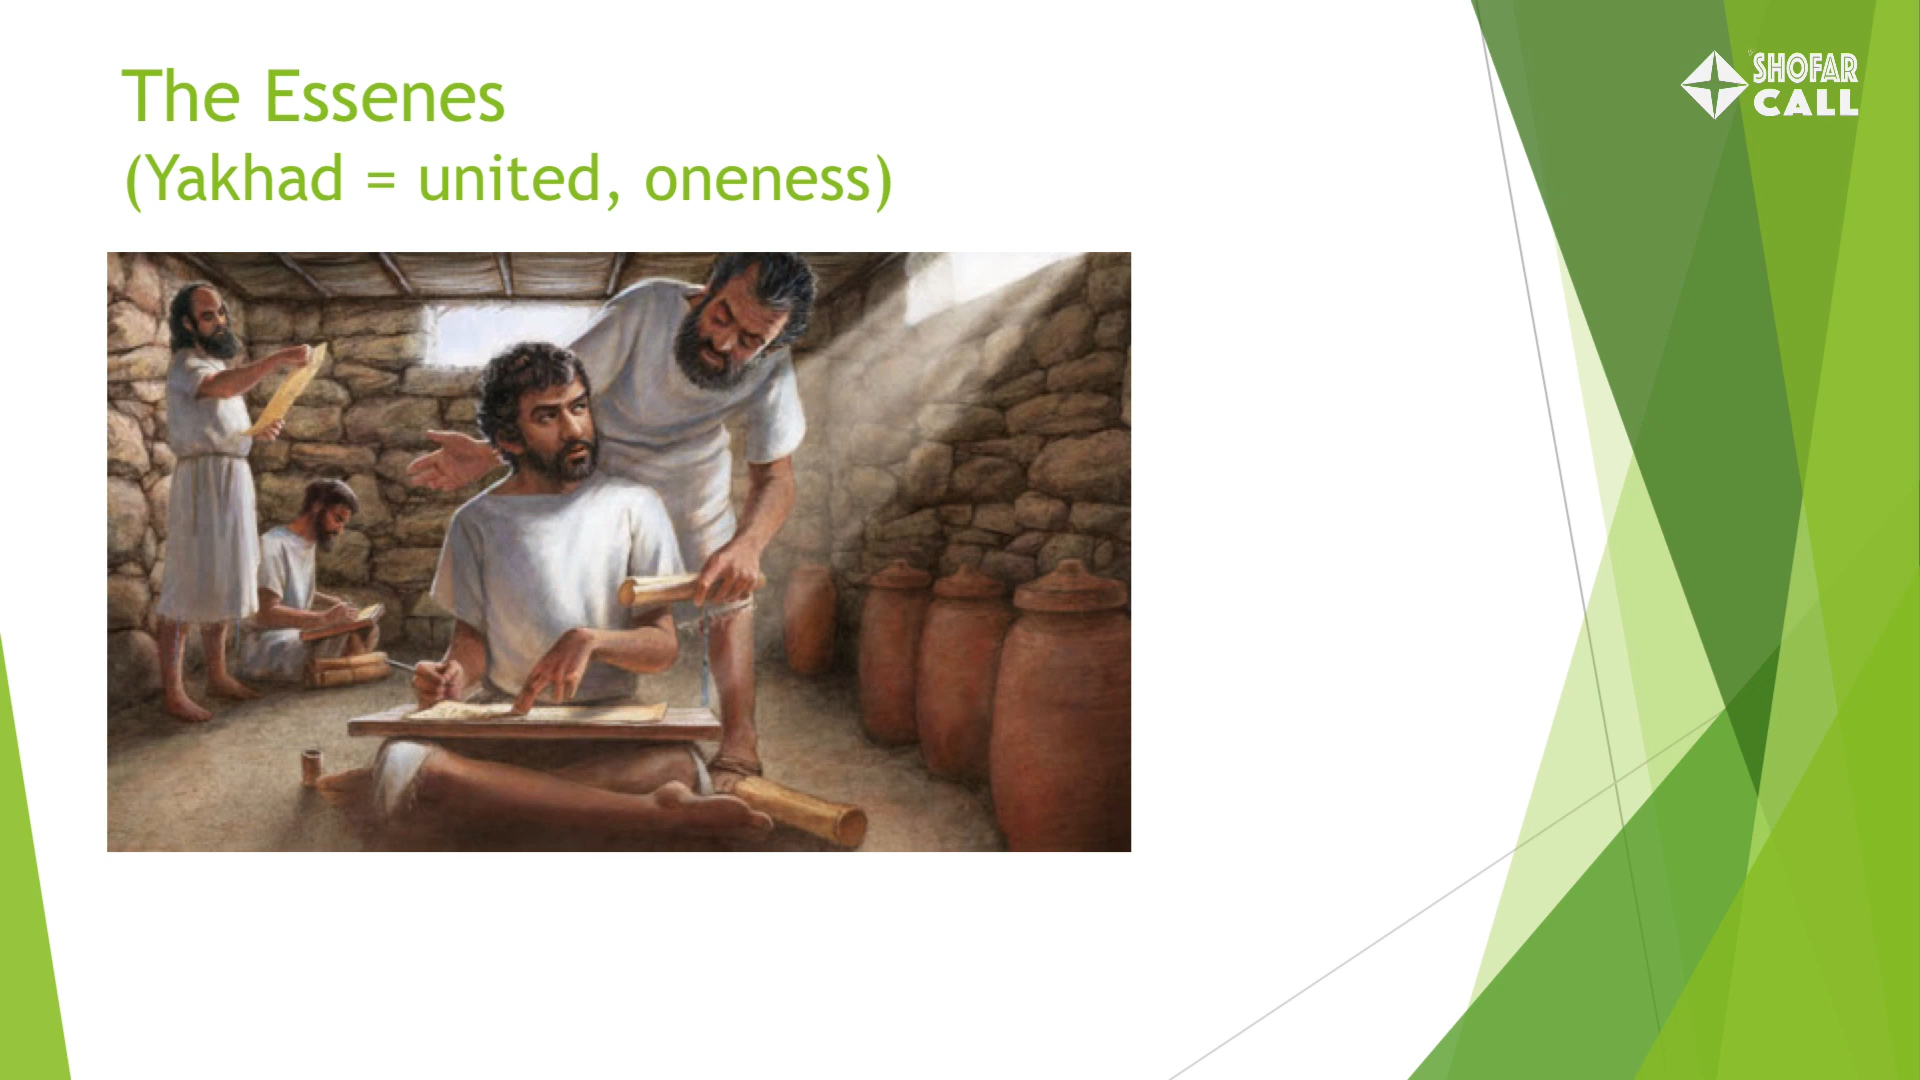 The Essenes
(Yakhad = united, oneness)
SHOFAR
CALL